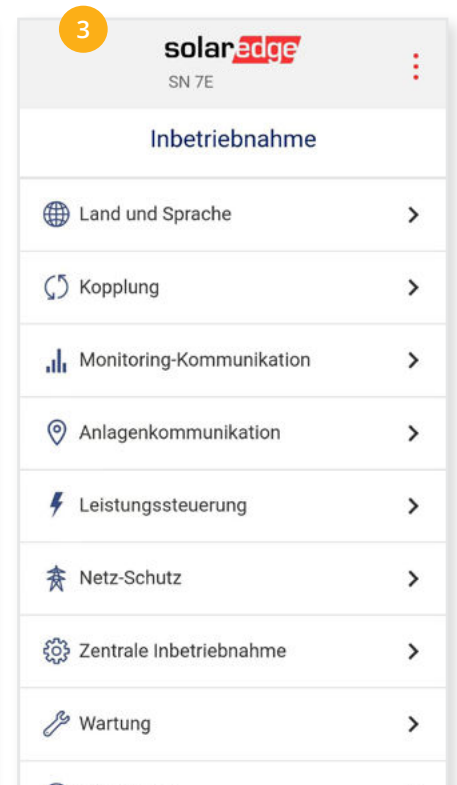 3
solaredge
SN 7E
Inbetriebnahme
Land und Sprache
Kopplung
Monitoring-Kommunikation
Anlagenkommunikation
Leistungssteuerung
Netz-Schutz
Zentrale Inbetriebnahme
Wartung